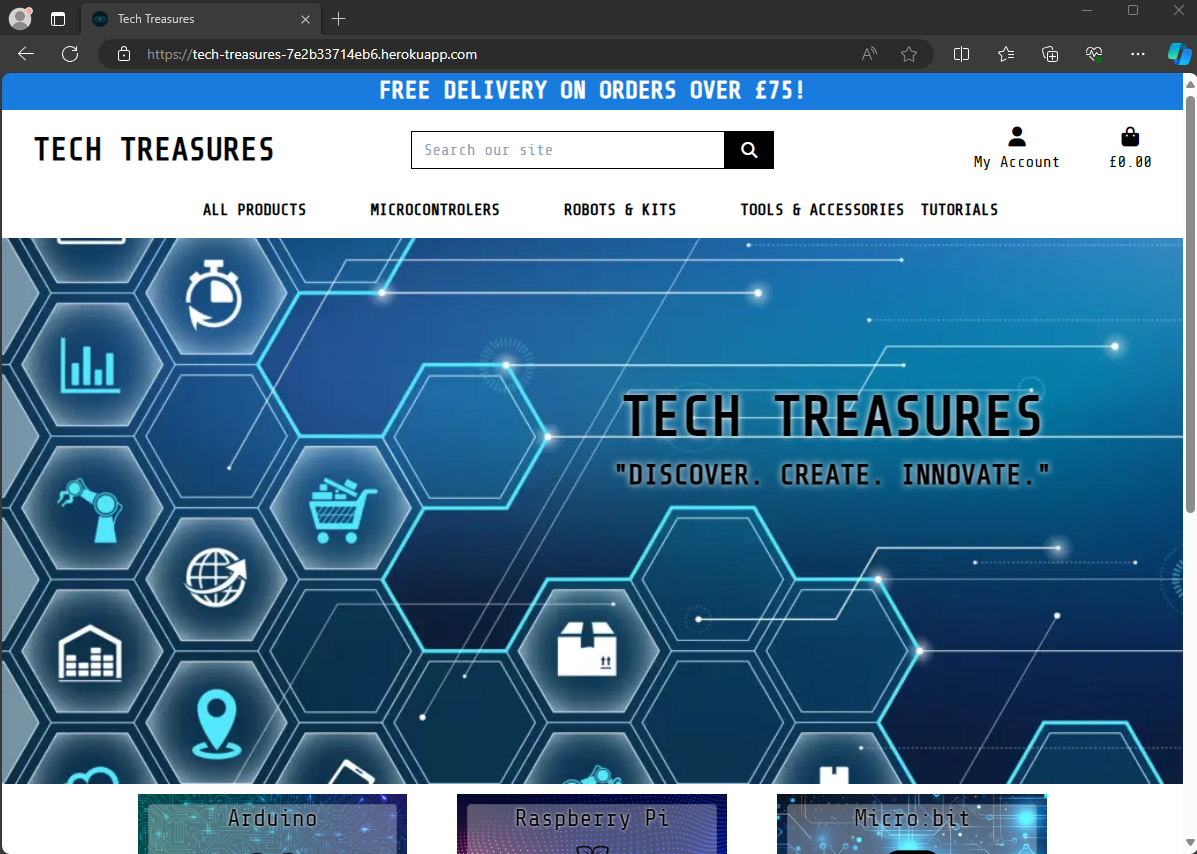 Tech Treasures
https://tech-treasures-7e2b33714eb6.herokuapp.com
FREE DELIVERY ON ORDERS OVER £75!
TECH TREASURES
Search our site
My Account
£0.00
ALL PRODUCTS MICROCONTROLERS ROBOTS & KITS TOOLS & ACCESSORIES TUTORIALS
TECH TREASURES
"DISCOVER. CREATE. INNOVATE."
Arduino
Raspberry Pi
Micro:bit